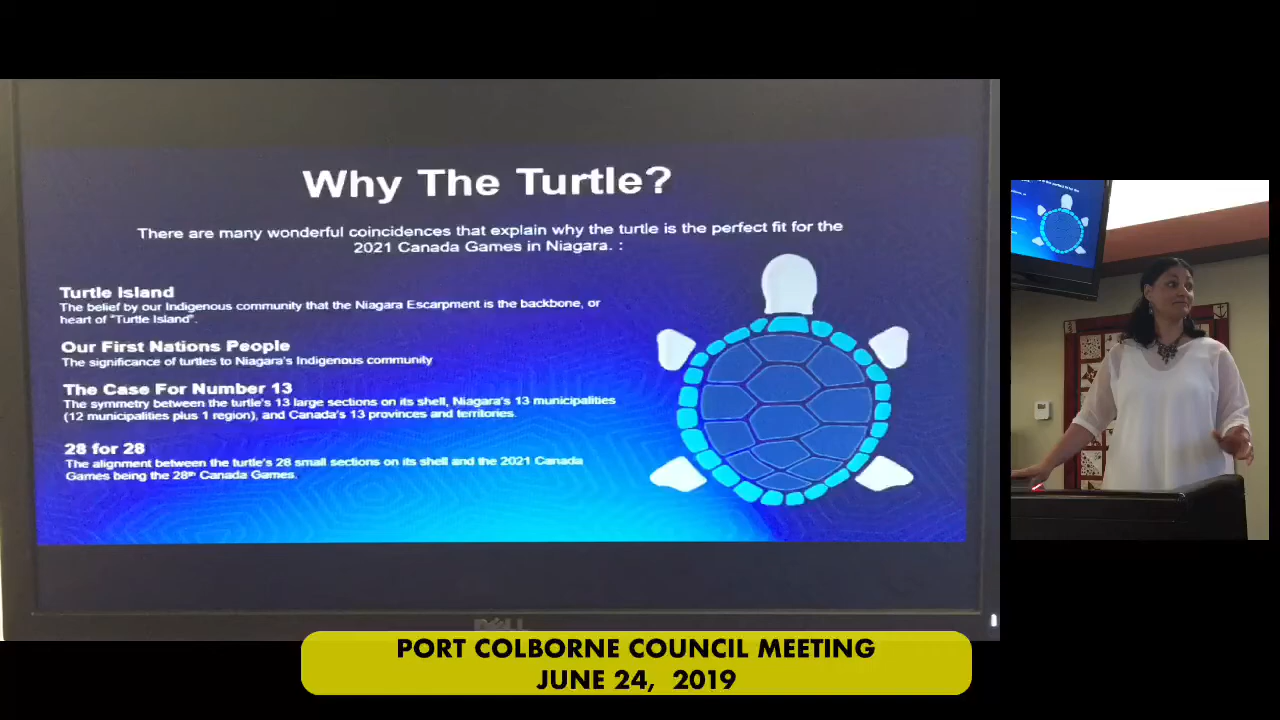 Why The Turtle?
There are many wonderful coincidences that explain why the turtle is the perfect fit for the
2021 Canada Games in Niagara. :
Turtle Island
The belief by our Indigenous community that the Niagara Escarpment is the backbone, or
heart of "Turtle Island".
Our First Nations People
The significance of turtles to Niagara's Indigenous community
The Case For Number 13
The symmetry between the turtle's 13 large sections on its shell, Niagara's 13 municipalities
(12 municipalities plus 1 region), and Canada's 13 provinces and territories.
28 for 28
The alignment between the turtle's 28 small sections on its shell and the 2021 Canada
Games being the 28th Canada Games.
DELL
PORT COLBORNE COUNCIL MEETING
JUNE 24, 2019